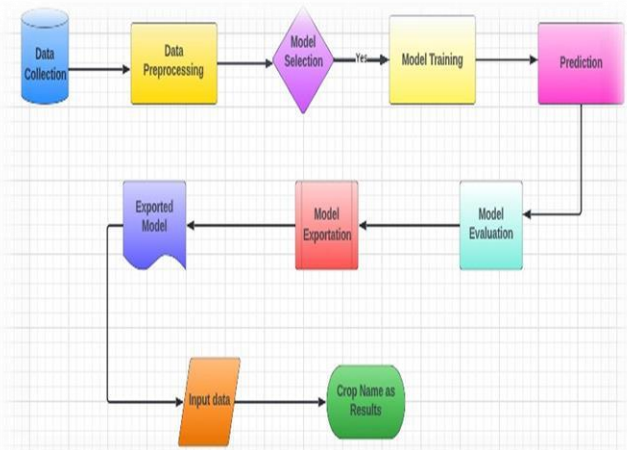 Data
Collection
Data
Preprocessing
Model
Selection
Yes
Model Training
Prediction
Exported
Model
Model
Exportation
Model
Evaluation
Input data
Crop Name as
Results